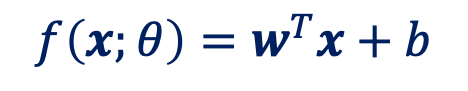 f(x; θ) = wᵀx + b